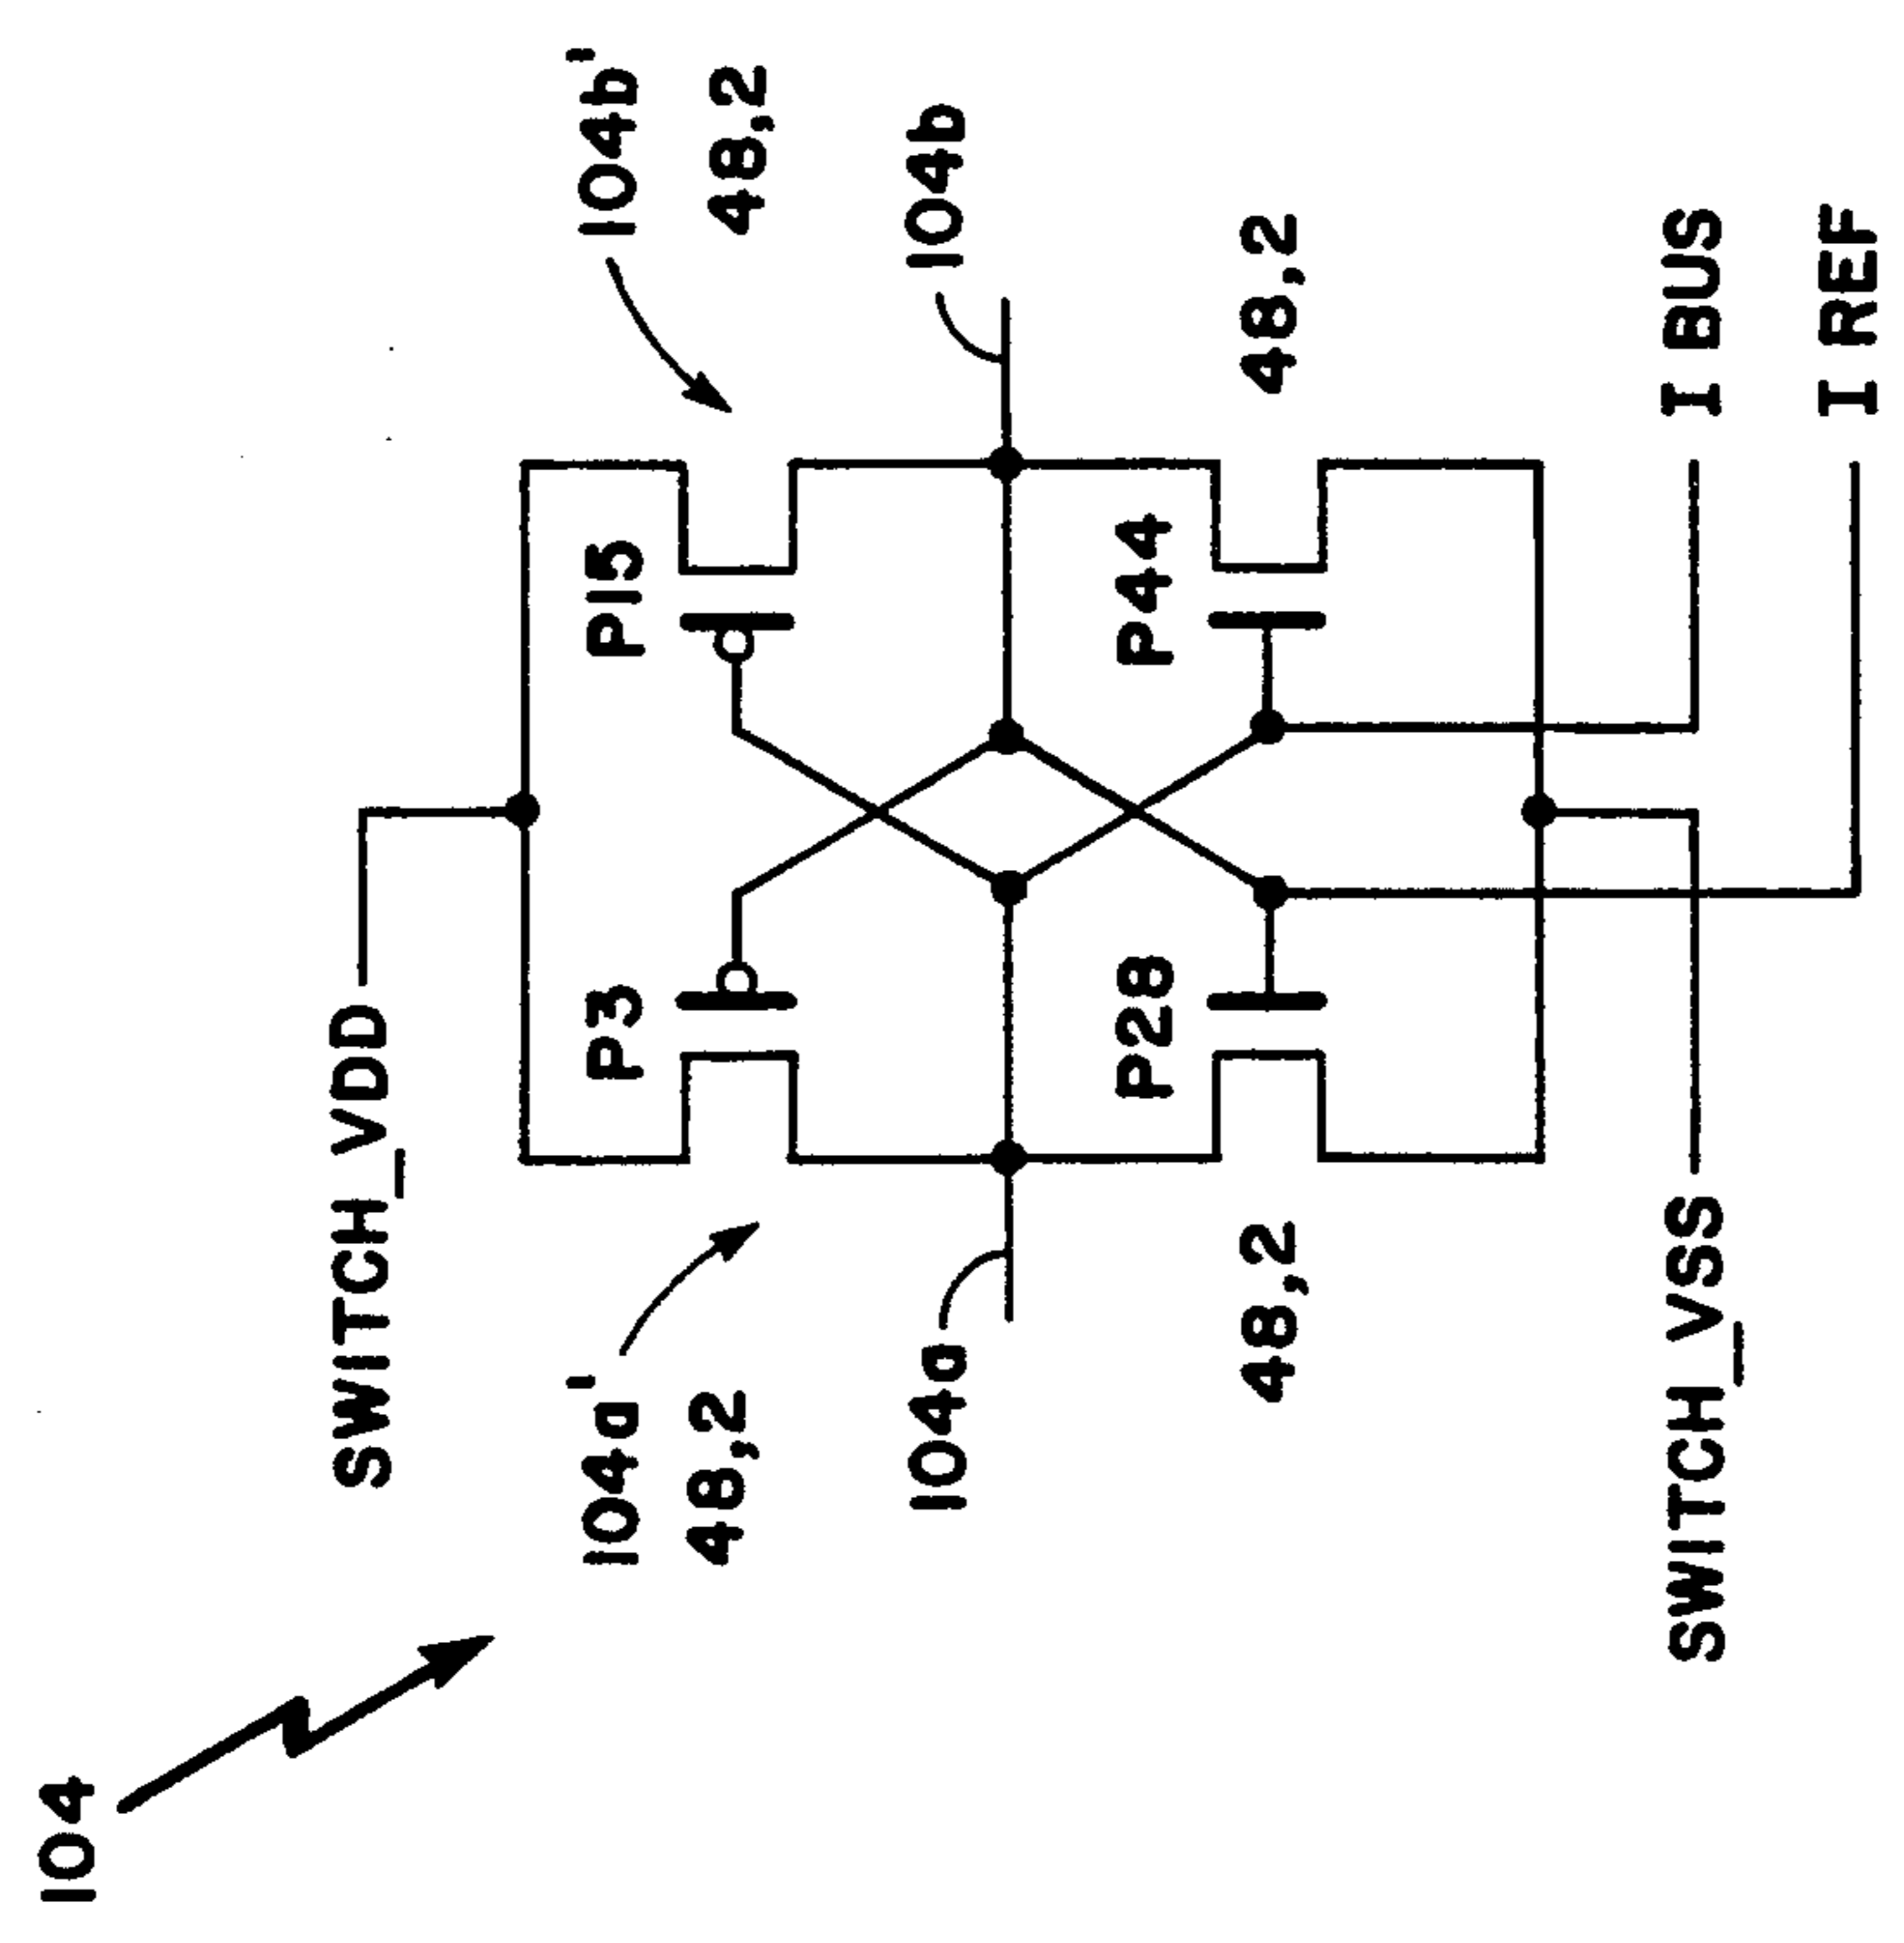 104
SWITCH_VDD
104a'
P3
P15
104b'
48,2
48,2
104a
104b
P28
P44
48,2
48,2
SWITCH_VSS
I BUS
I REF